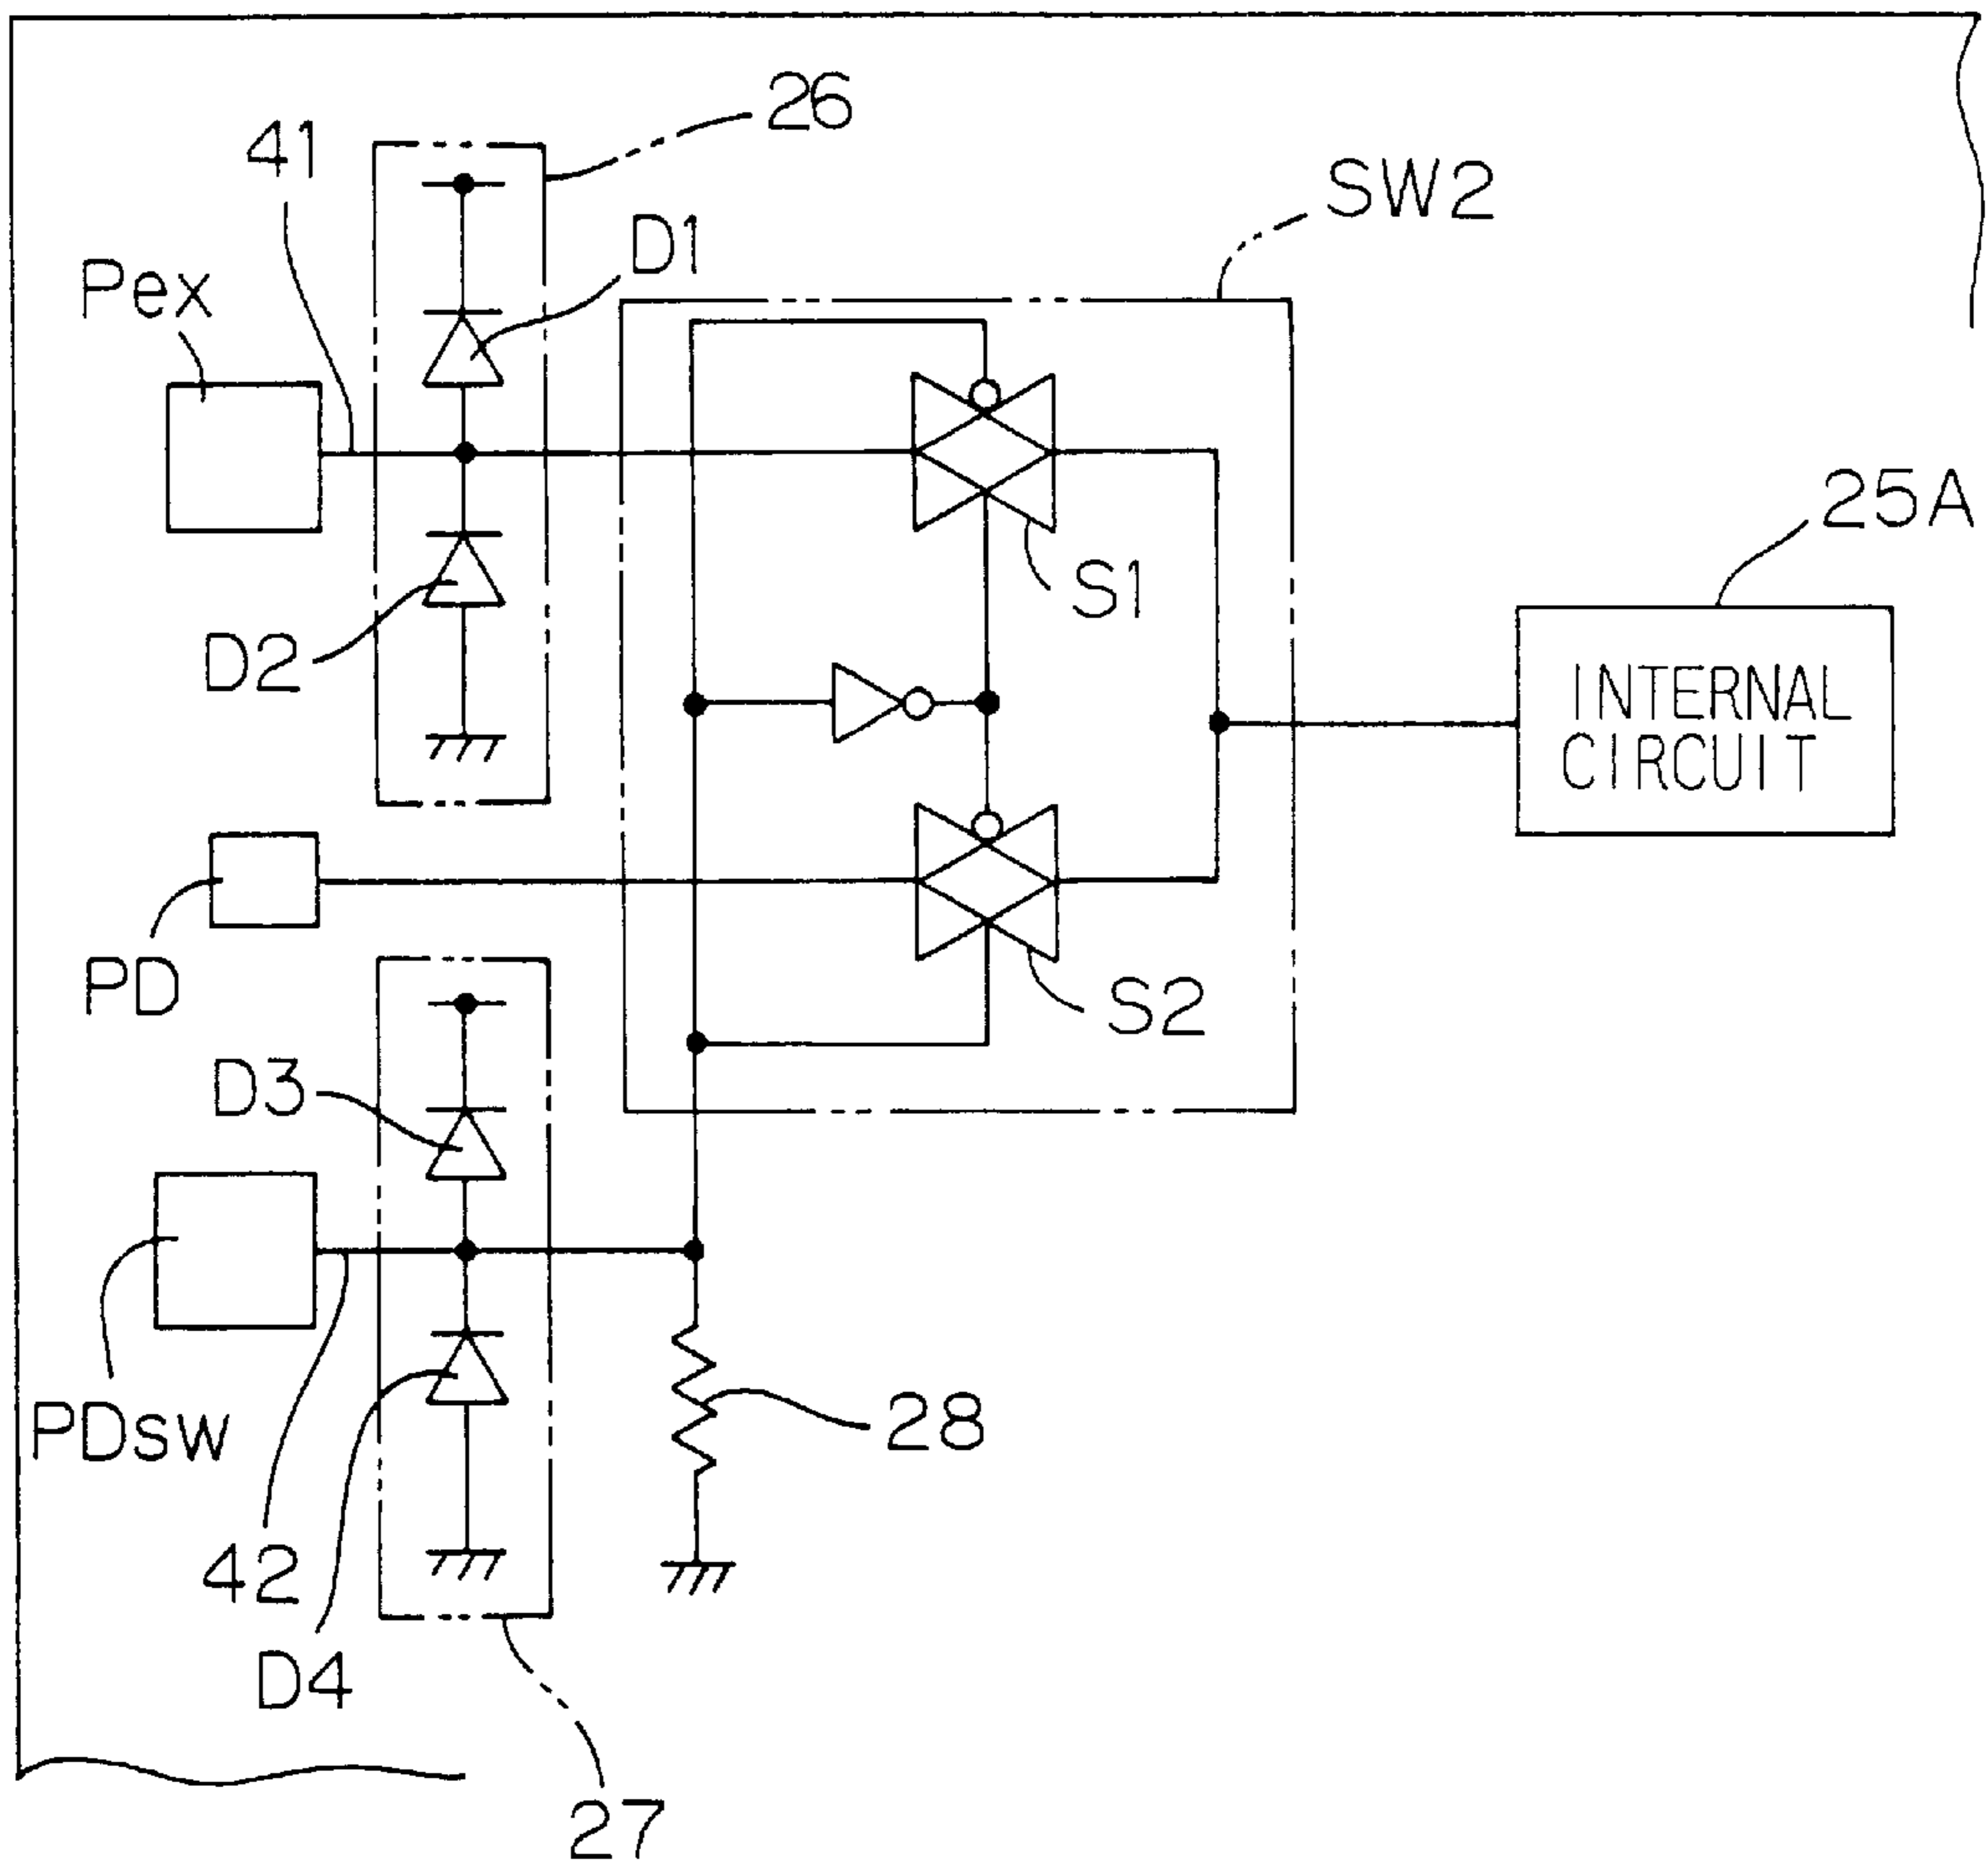 26
41
SW2
D1
Pex
25A
S1
D2
INTERNAL
CIRCUIT
PD
S2
D3
PDSW
28
42
D4
27